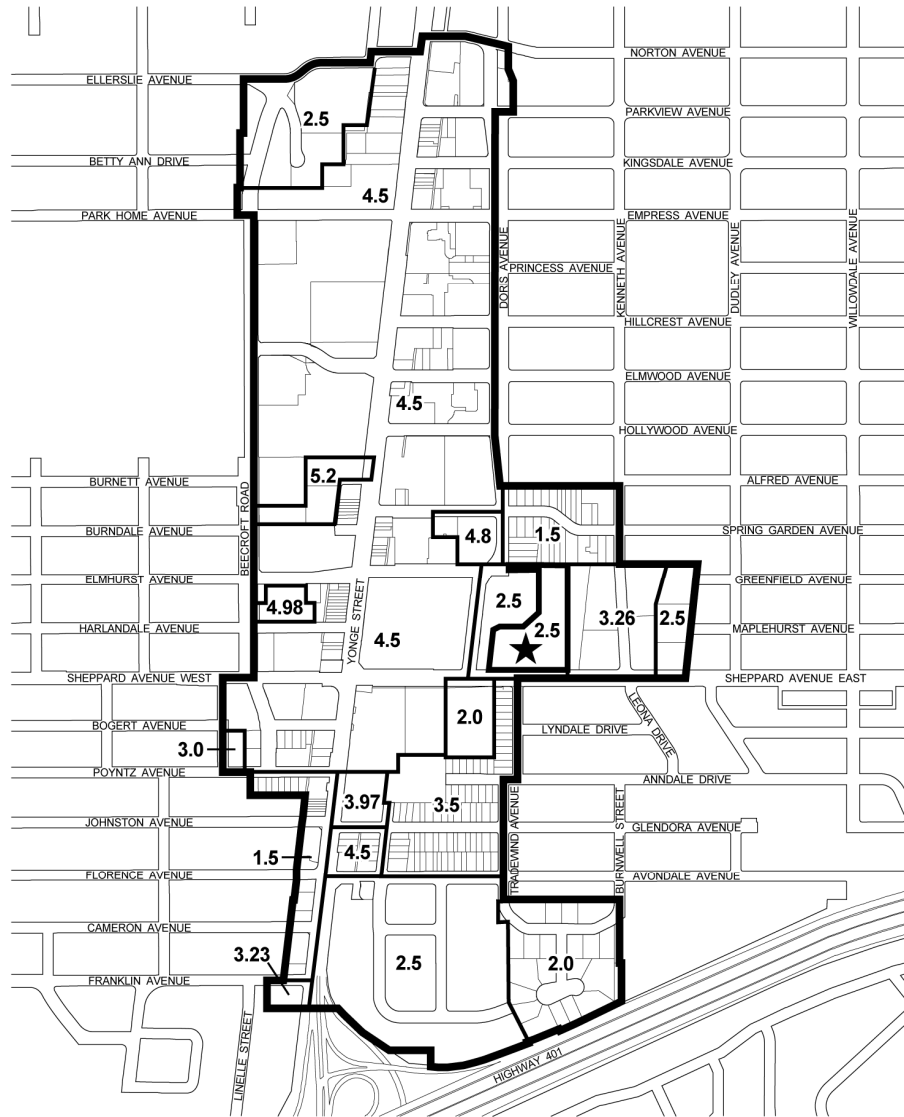 NORTON AVENUE
ELLERSLIE AVENUE
2.5
PARKVIEW AVENUE
BETTY ANN DRIVE
KINGSDALE AVENUE
4.5
PARK HOME AVENUE
EMPRESS AVENUE
DORIS AVENUE
KENNETH AVENUE
DUDLEY AVENUE
WILLOWDALE AVENUE
PRINCESS AVENUE
HILLCREST AVENUE
ELMWOOD AVENUE
4.5
HOLLYWOOD AVENUE
5.2
BURNETT AVENUE
ALFRED AVENUE
BEECROFT ROAD
BURNDALE AVENUE
4.8
1.5
SPRING GARDEN AVENUE
ELMHURST AVENUE
GREENFIELD AVENUE
4.98
2.5
3.26
2.5
YONGE STREET
HARLANDALE AVENUE
4.5
2.5
MAPLEHURST AVENUE
SHEPPARD AVENUE WEST
SHEPPARD AVENUE EAST
BOGERT AVENUE
2.0
LYNDALE DRIVE
LEONA DRIVE
3.0
POYNTZ AVENUE
ANNDALE DRIVE
3.97
3.5
JOHNSTON AVENUE
TRADEWIND AVENUE
BURNWELL STREET
GLENDORA AVENUE
1.5
4.5
FLORENCE AVENUE
AVONDALE AVENUE
CAMERON AVENUE
3.23
2.5
2.0
FRANKLIN AVENUE
LINELLE STREET
HIGHWAY 401